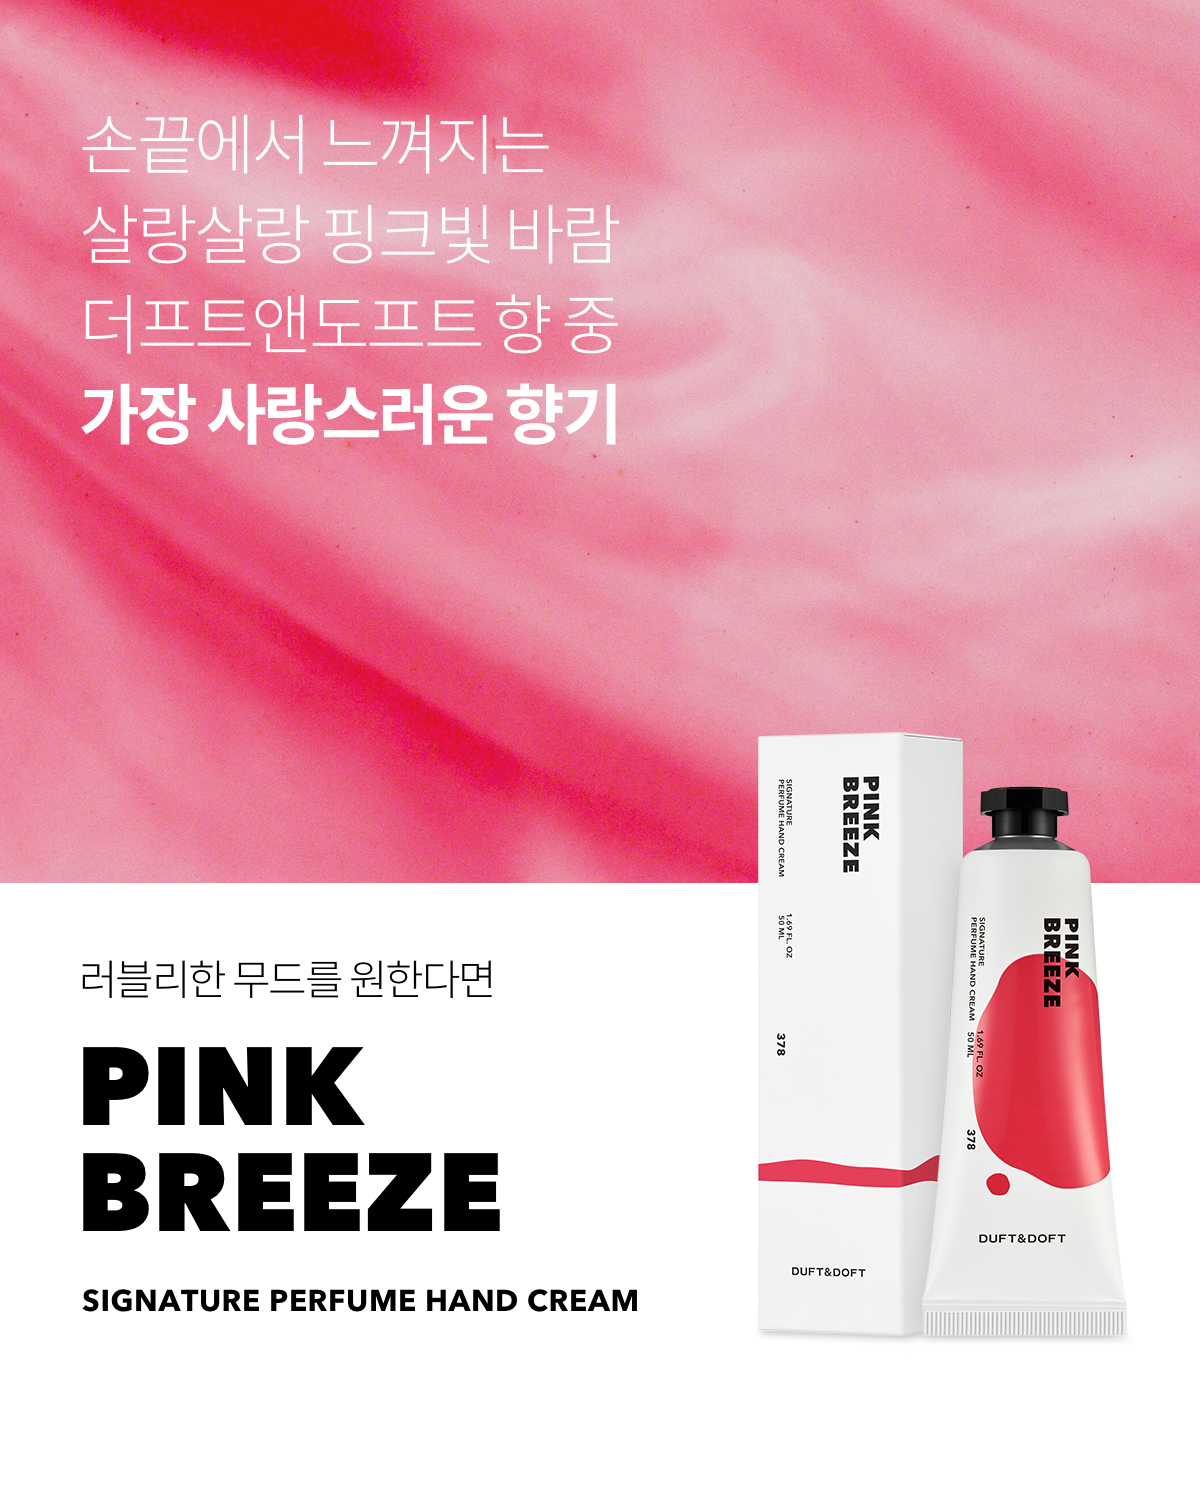 손끝에서 느껴지는
살랑살랑 핑크빛 바람
더프트앤도프트 향 중
가장 사랑스러운 향기
러블리한 무드를 원한다면
PINK
BREEZE
SIGNATURE PERFUME HAND CREAM
PINK
BREEZE
SIGNATURE
PERFUME HAND CREAM
1.69 FL. OZ
50 ML
378
DUFT&DOFT
PINK
BREEZE
SIGNATURE
PERFUME HAND CREAM
1.69 FL. OZ
50 ML
378
DUFT&DOFT